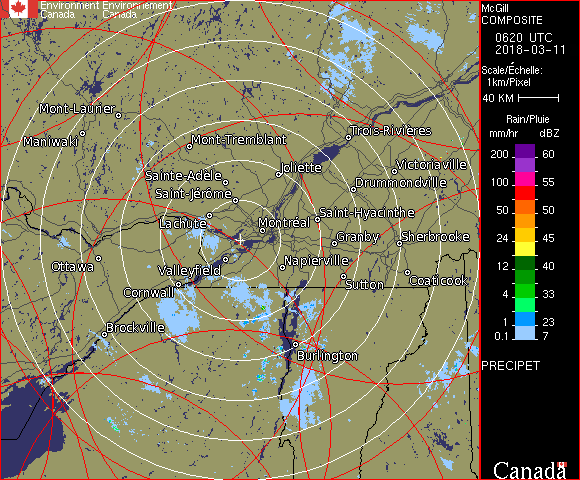 Environment Environnement
Canada Canada
McGill
COMPOSITE
0620 UTC
2018-03-11
Scale/Échelle:
1km/Pixel
40 KM
Rain/Pluie
mm/hr dBZ
200 60
100 55
50 50
24 45
12 40
4 33
1 23
0.1 7
PRECIPET
Canada
Mont-Laurier
Maniwaki
Mont-Tremblant
Trois-Rivières
Sainte-Adèle
Joliette
Victoriaville
Saint-Jérôme
Drummondville
Lachute
Saint-Hyacinthe
Montréal
Granby
Sherbrooke
Ottawa
Valleyfield
Napierville
Sutton
Coaticook
Cornwall
Brockville
Burlington